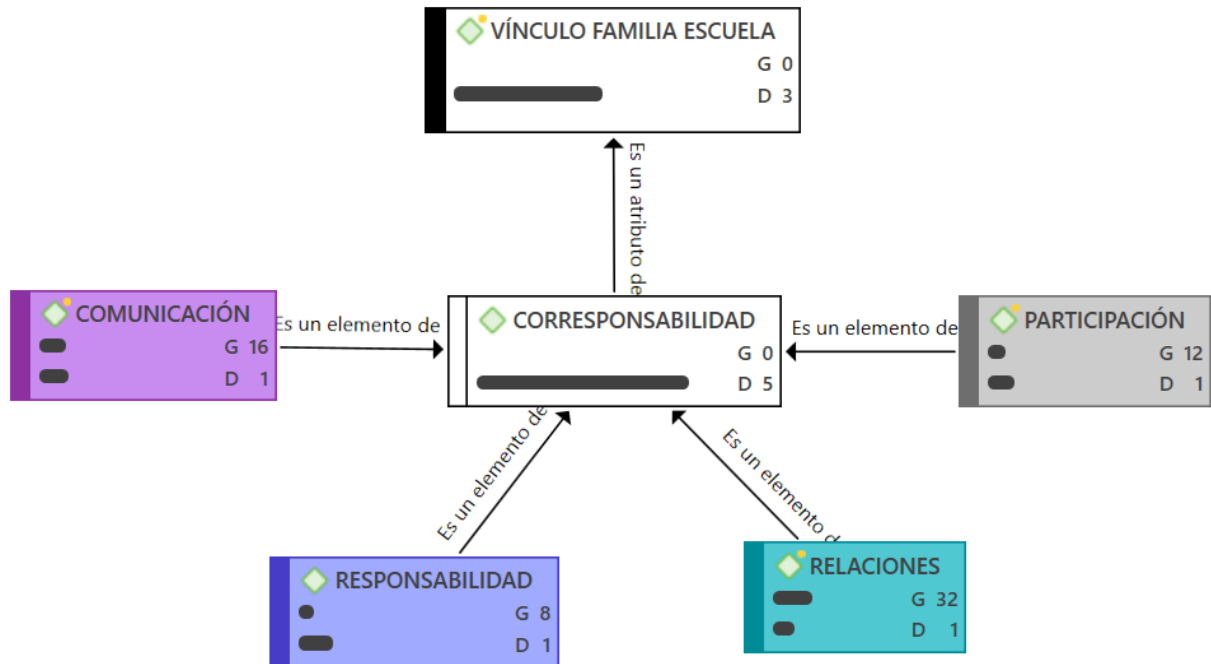 VÍNCULO FAMILIA ESCUELA
G 0
D 3
Es un atributo de
COMUNICACIÓN
G 16
D 1
Es un elemento de
CORRESPONSABILIDAD
G 0
D 5
Es un elemento de
PARTICIPACIÓN
G 12
D 1
Es un elemento de
Es un elemento de
RESPONSABILIDAD
G 8
D 1
RELACIONES
G 32
D 1